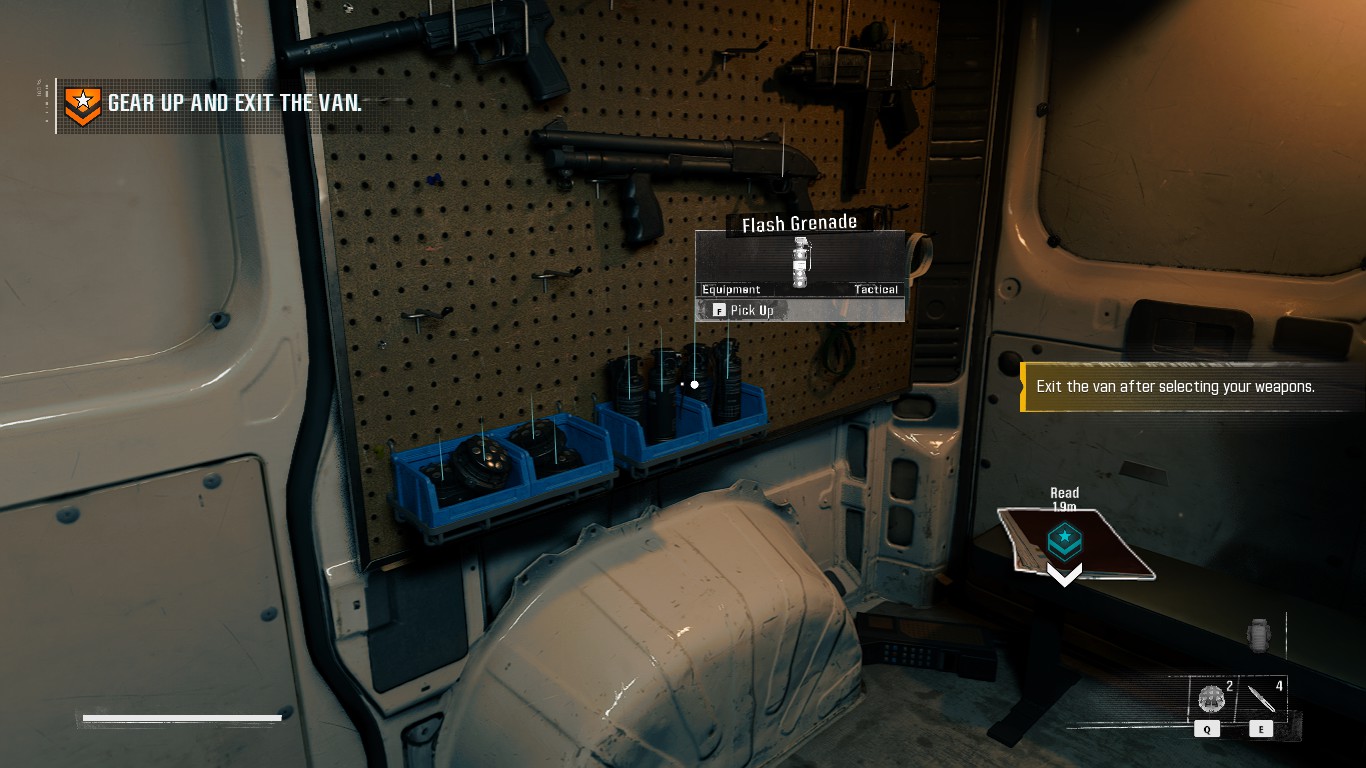 GEAR UP AND EXIT THE VAN.
Flash Grenade
Equipment Tactical
F Pick Up
Exit the van after selecting your weapons.
Read
1.9m
2 4
Q E